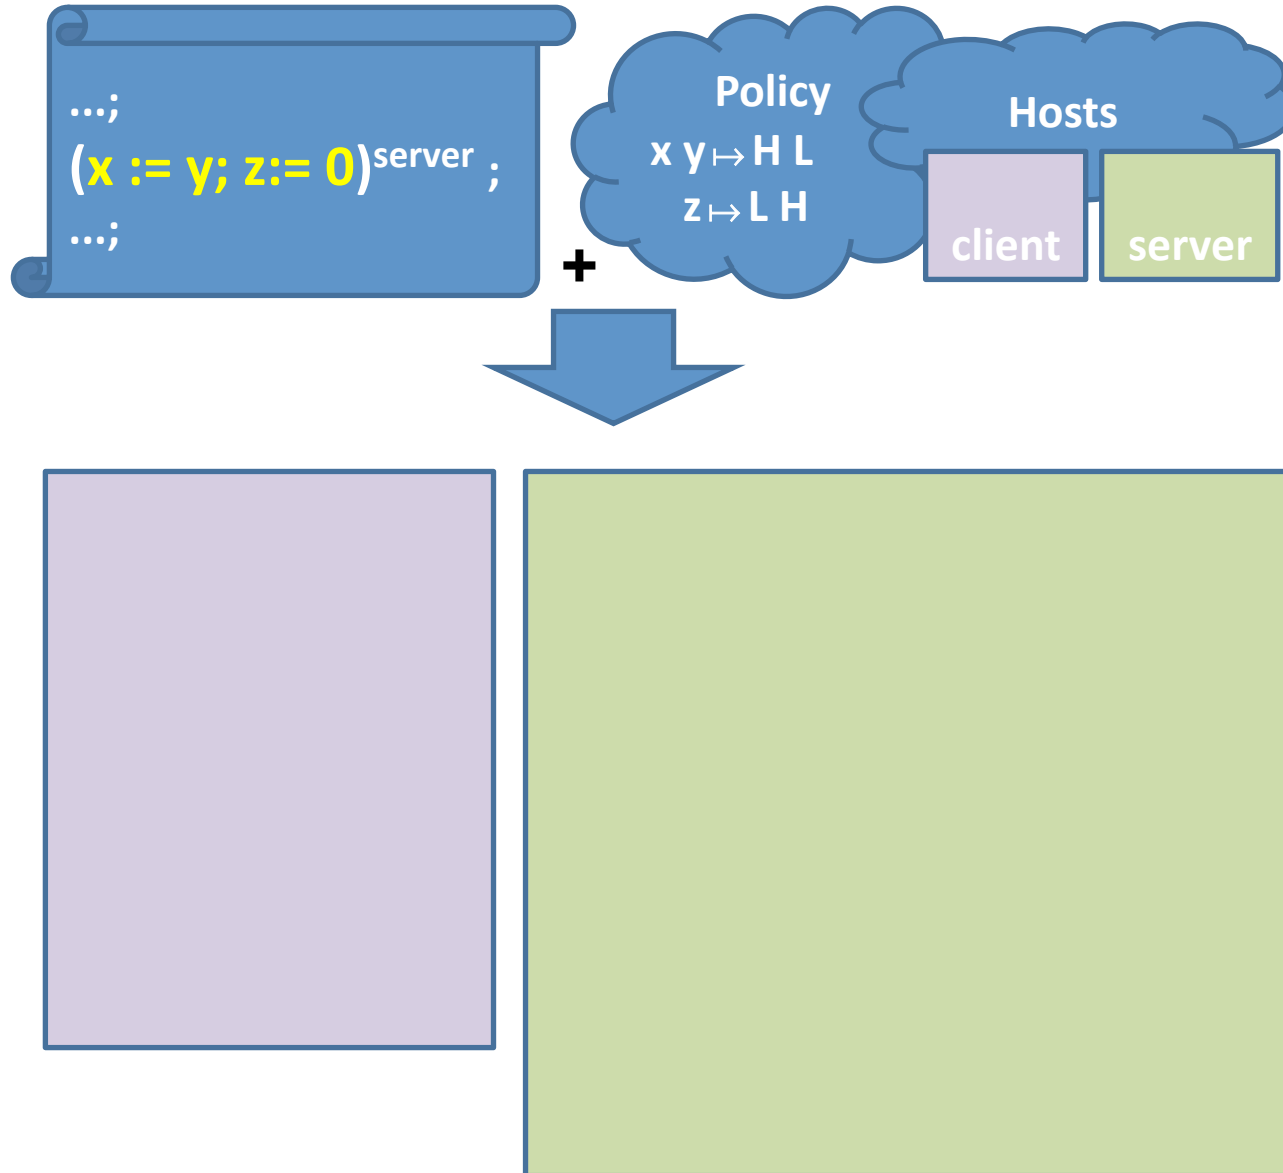 ...;
(x := y; z:= 0)server ;
...;
+
Policy
x y ↦ H L
z ↦ L H
Hosts
client
server